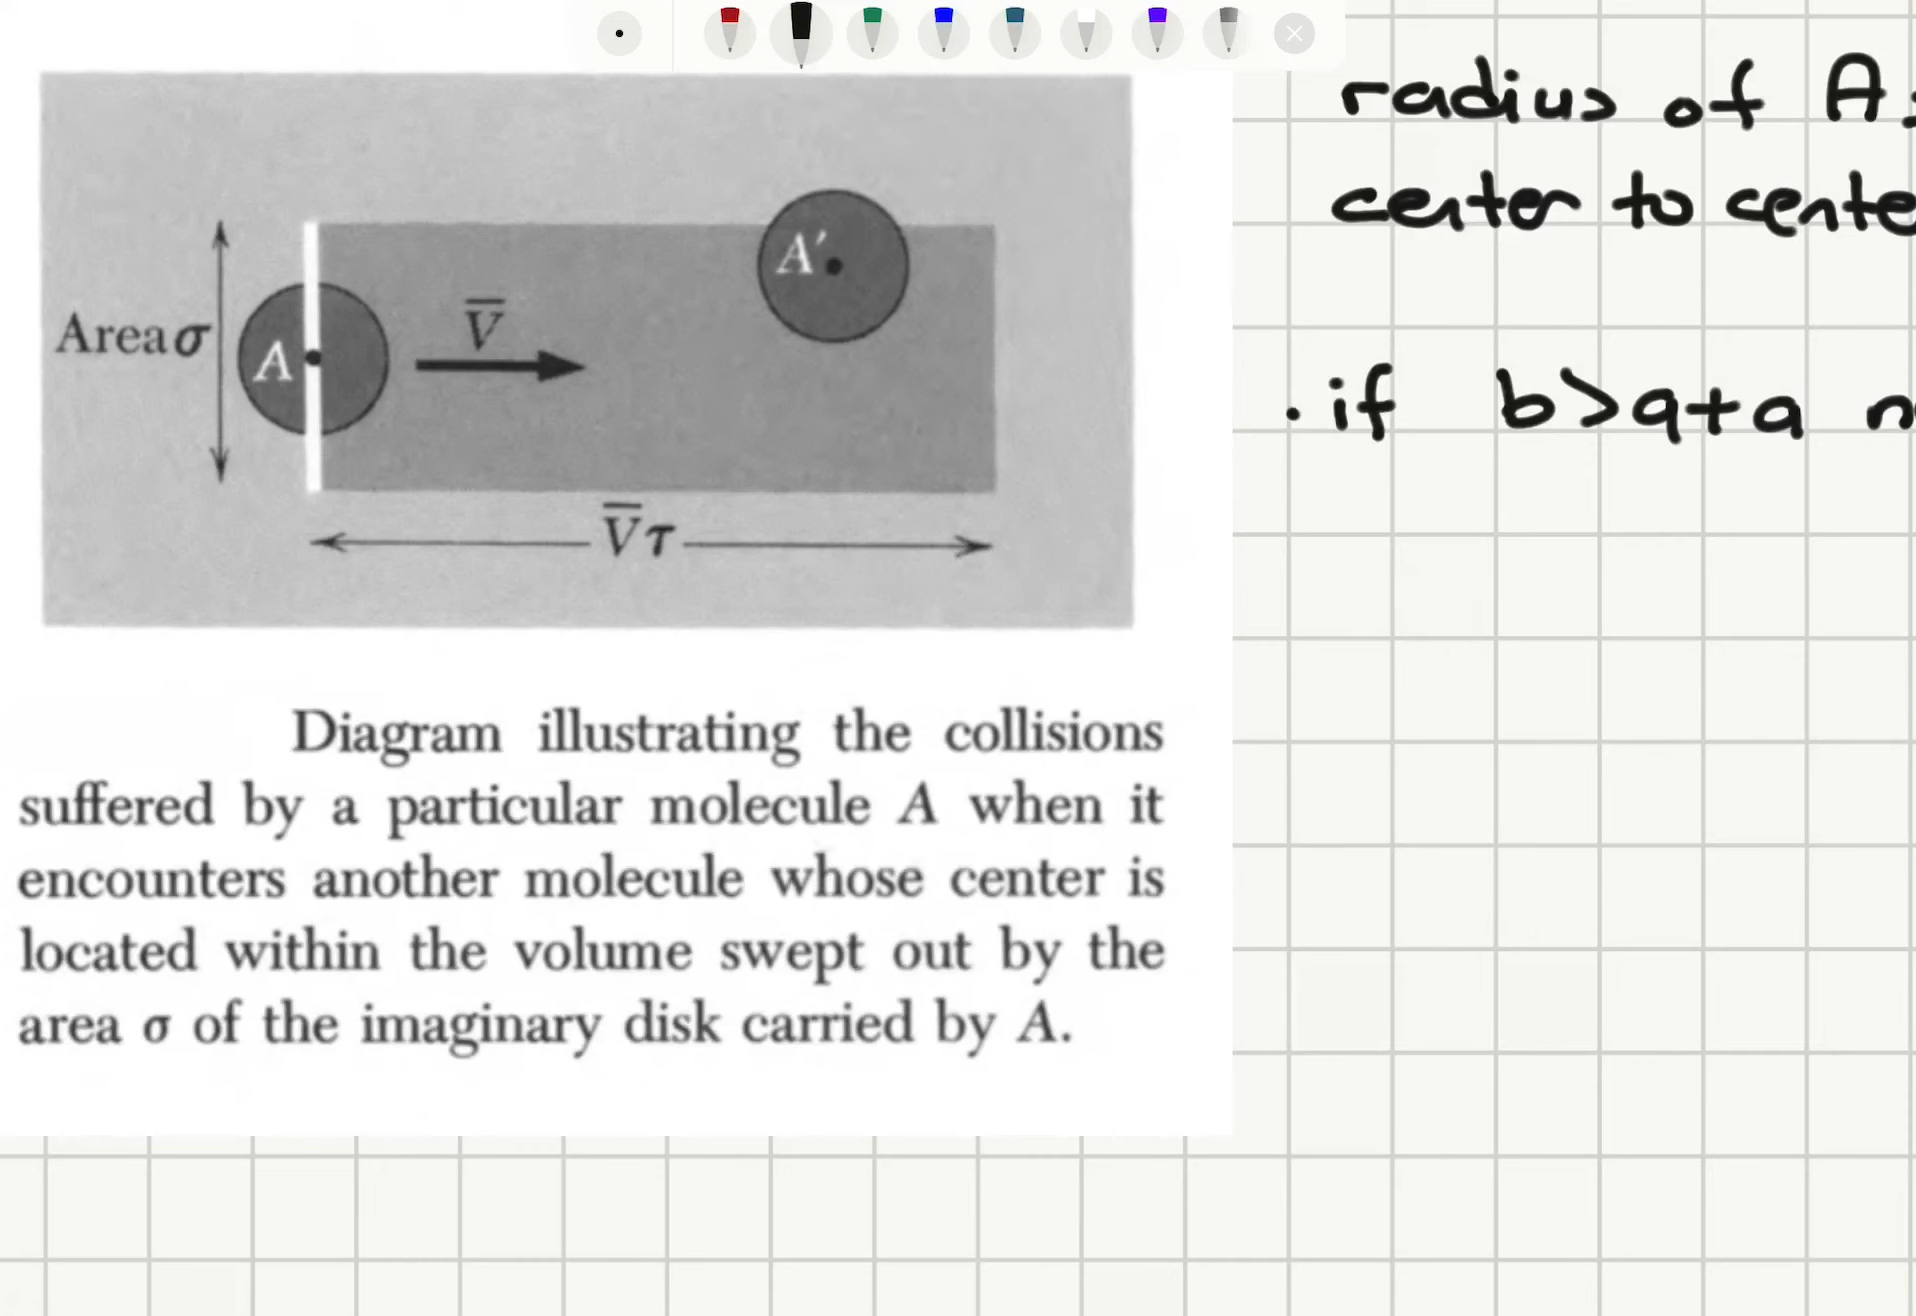 radius of A
center to cente
Area σ
A
V̅
A′
V̅τ
. if b>a+a n
Diagram illustrating the collisions
suffered by a particular molecule A when it
encounters another molecule whose center is
located within the volume swept out by the
area σ of the imaginary disk carried by A.